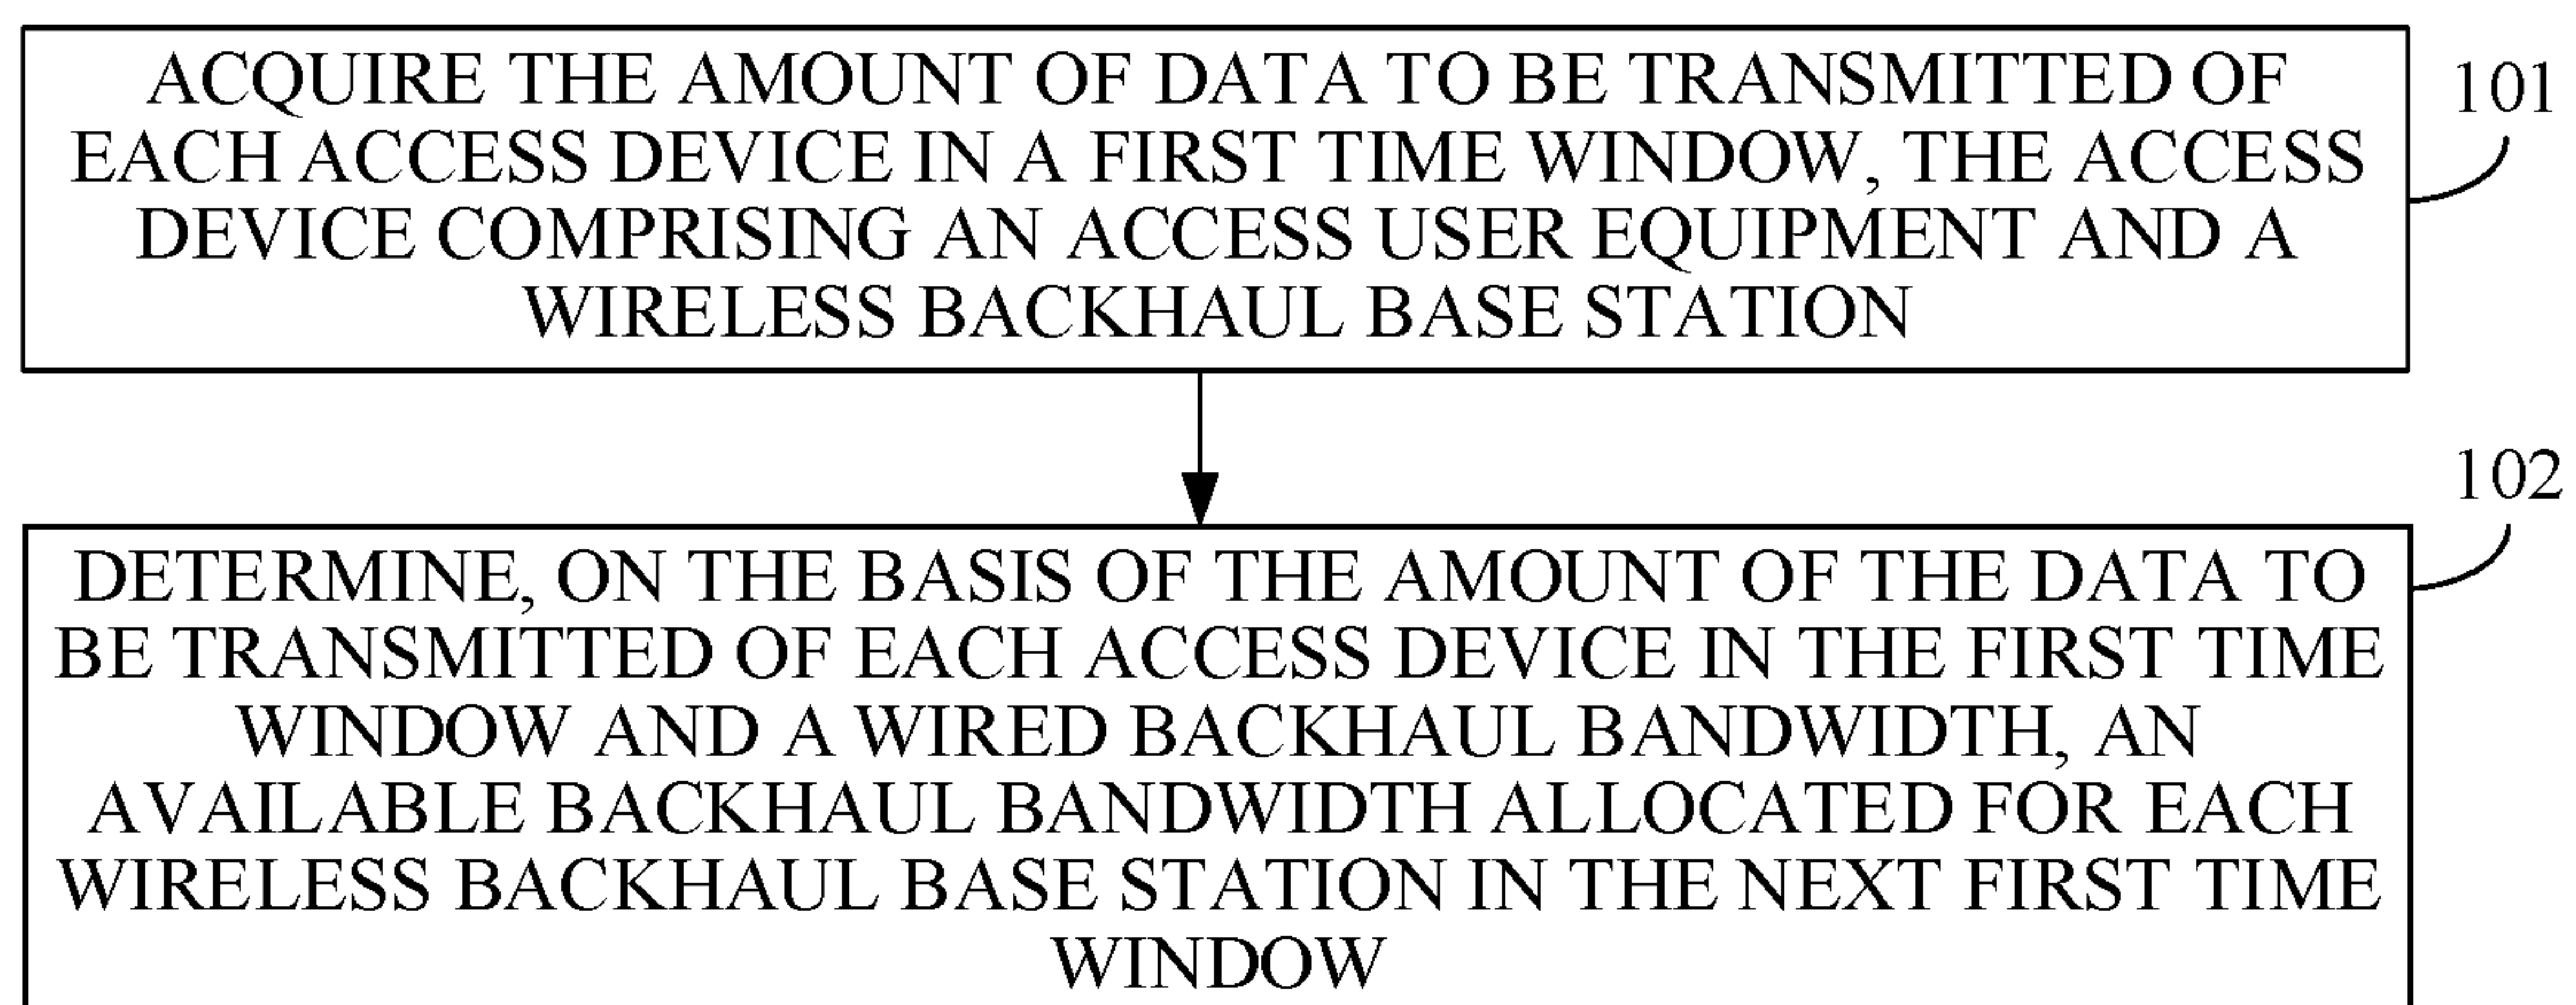 ACQUIRE THE AMOUNT OF DATA TO BE TRANSMITTED OF
EACH ACCESS DEVICE IN A FIRST TIME WINDOW, THE ACCESS
DEVICE COMPRISING AN ACCESS USER EQUIPMENT AND A
WIRELESS BACKHAUL BASE STATION
101
102
DETERMINE, ON THE BASIS OF THE AMOUNT OF THE DATA TO
BE TRANSMITTED OF EACH ACCESS DEVICE IN THE FIRST TIME
WINDOW AND A WIRED BACKHAUL BANDWIDTH, AN
AVAILABLE BACKHAUL BANDWIDTH ALLOCATED FOR EACH
WIRELESS BACKHAUL BASE STATION IN THE NEXT FIRST TIME
WINDOW